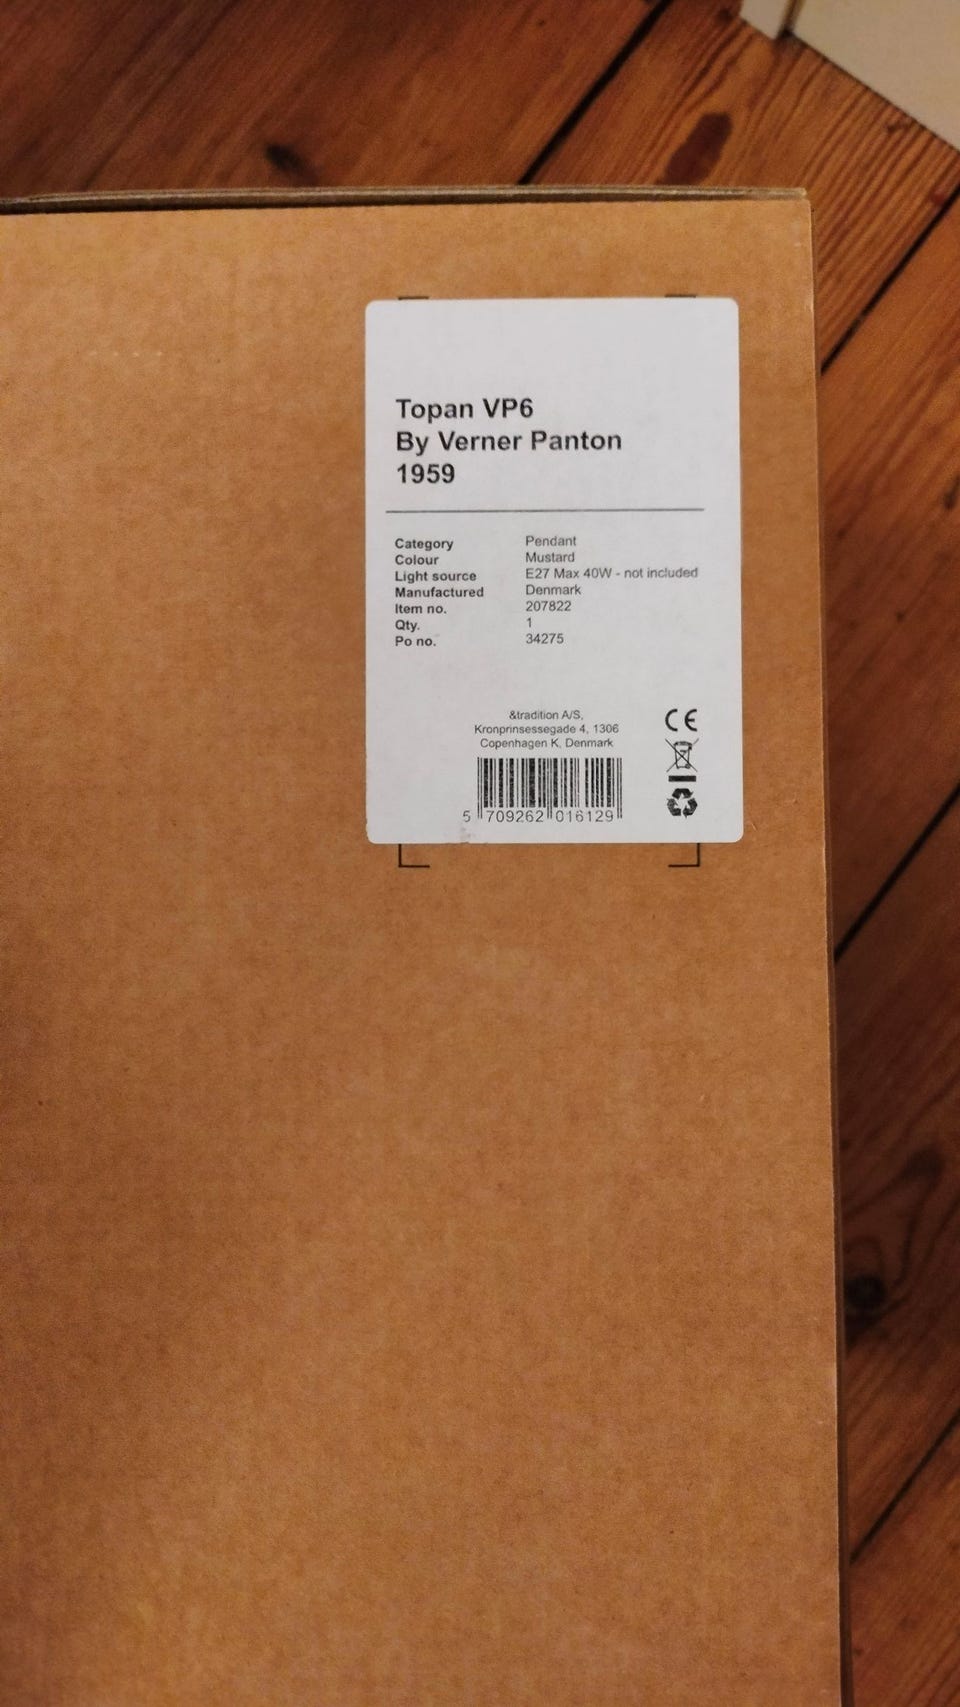 Topan VP6
By Verner Panton
1959
Category Pendant
Colour Mustard
Light source E27 Max 40W - not included
Manufactured Denmark
Item no. 207822
Qty. 1
Po no. 34275
&tradition A/S,
Kronprinsessegade 4, 1306
Copenhagen K, Denmark
CE
5 709262 016129